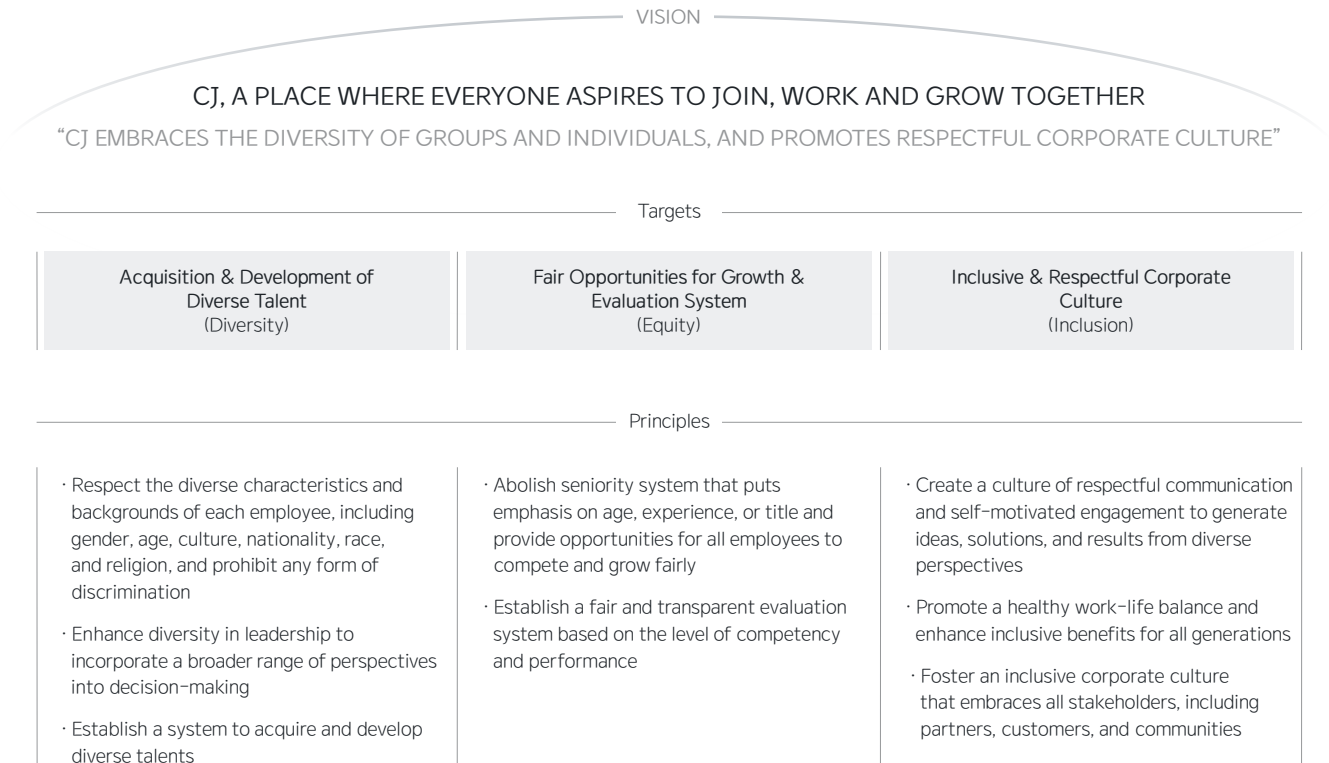 VISION
CJ, A PLACE WHERE EVERYONE ASPIRES TO JOIN, WORK AND GROW TOGETHER
“CJ EMBRACES THE DIVERSITY OF GROUPS AND INDIVIDUALS, AND PROMOTES RESPECTFUL CORPORATE CULTURE”
Targets
Acquisition & Development of
Diverse Talent
(Diversity)
Fair Opportunities for Growth &
Evaluation System
(Equity)
Inclusive & Respectful Corporate
Culture
(Inclusion)
Principles
· Respect the diverse characteristics and
backgrounds of each employee, including
gender, age, culture, nationality, race,
and religion, and prohibit any form of
discrimination
· Enhance diversity in leadership to
incorporate a broader range of perspectives
into decision-making
· Establish a system to acquire and develop
diverse talents
· Abolish seniority system that puts
emphasis on age, experience, or title and
provide opportunities for all employees to
compete and grow fairly
· Establish a fair and transparent evaluation
system based on the level of competency
and performance
· Create a culture of respectful communication
and self-motivated engagement to generate
ideas, solutions, and results from diverse
perspectives
· Promote a healthy work-life balance and
enhance inclusive benefits for all generations
· Foster an inclusive corporate culture
that embraces all stakeholders, including
partners, customers, and communities